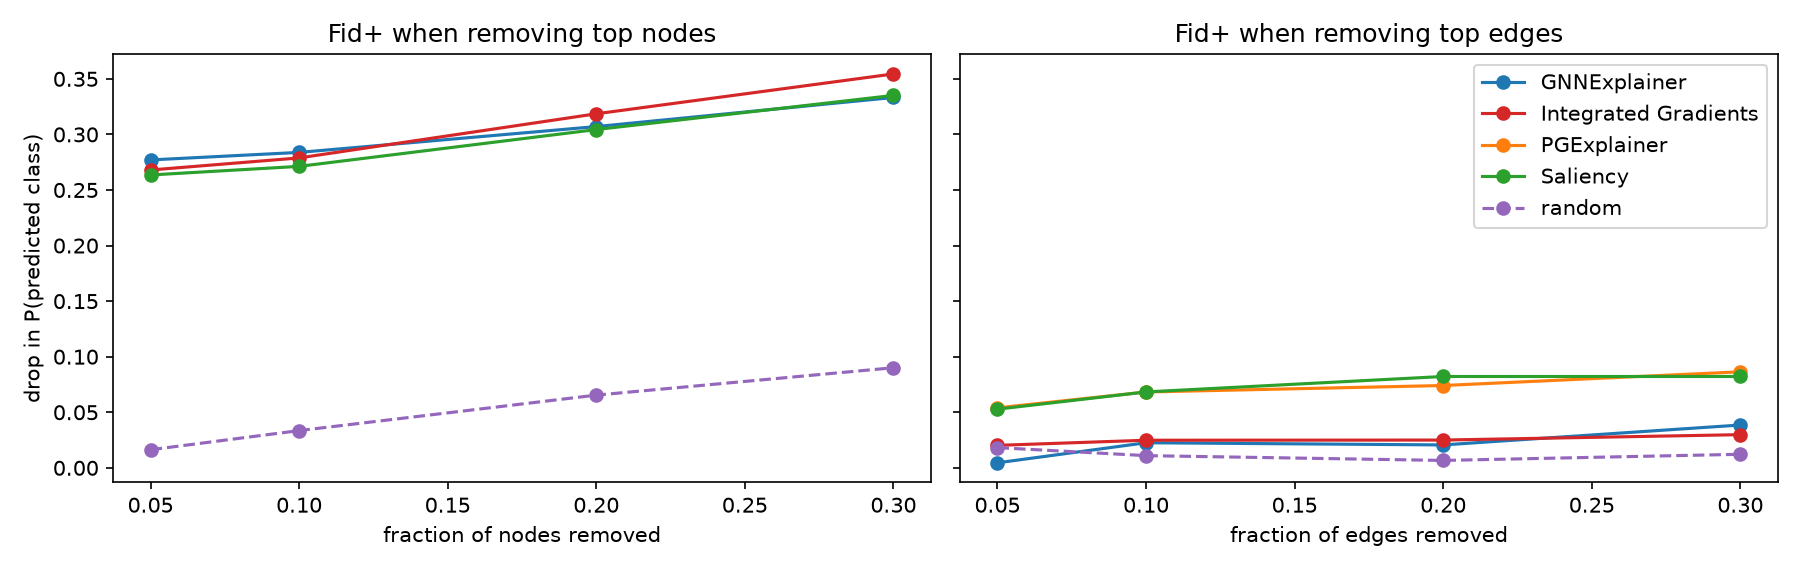 Fid+ when removing top nodes
drop in P(predicted class)
0.35
0.30
0.25
0.20
0.15
0.10
0.05
0.00
0.05 0.10 0.15 0.20 0.25 0.30
fraction of nodes removed
Fid+ when removing top edges
GNNExplainer
Integrated Gradients
PGExplainer
Saliency
random
0.05 0.10 0.15 0.20 0.25 0.30
fraction of edges removed